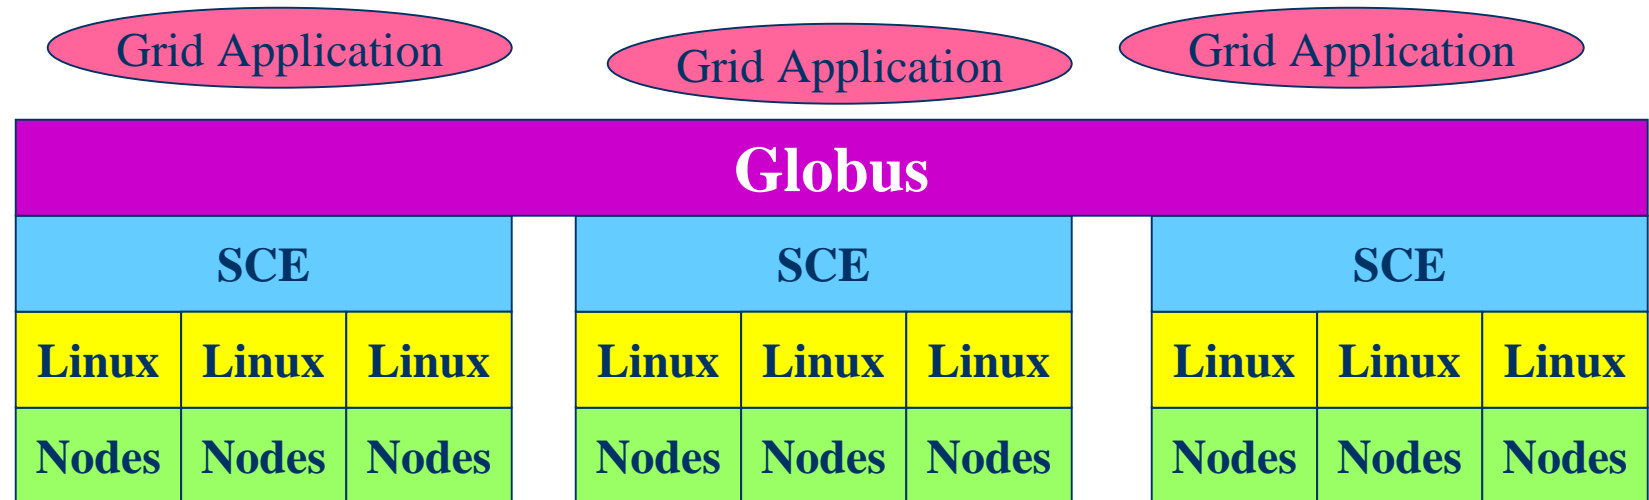 Grid Application
Grid Application
Grid Application
Globus
SCE
SCE
SCE
Linux Linux Linux Linux Linux Linux Linux Linux Linux
Nodes Nodes Nodes Nodes Nodes Nodes Nodes Nodes Nodes